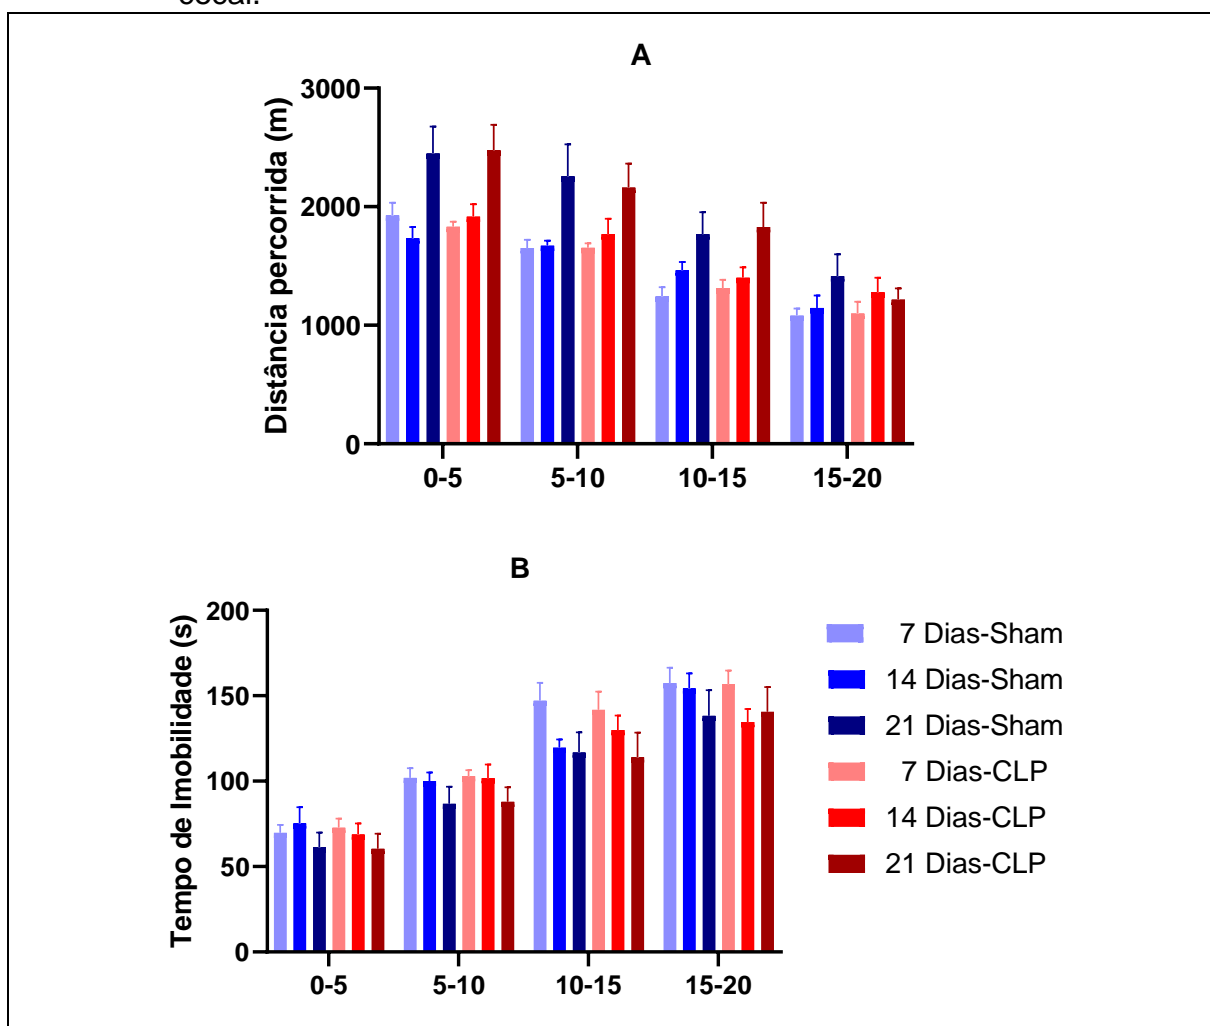 A
Distância percorrida (m)
3000
2000
1000
0
0-5
5-10
10-15
15-20
B
Tempo de Imobilidade (s)
200
150
100
50
0
0-5
5-10
10-15
15-20
7 Dias-Sham
14 Dias-Sham
21 Dias-Sham
7 Dias-CLP
14 Dias-CLP
21 Dias-CLP